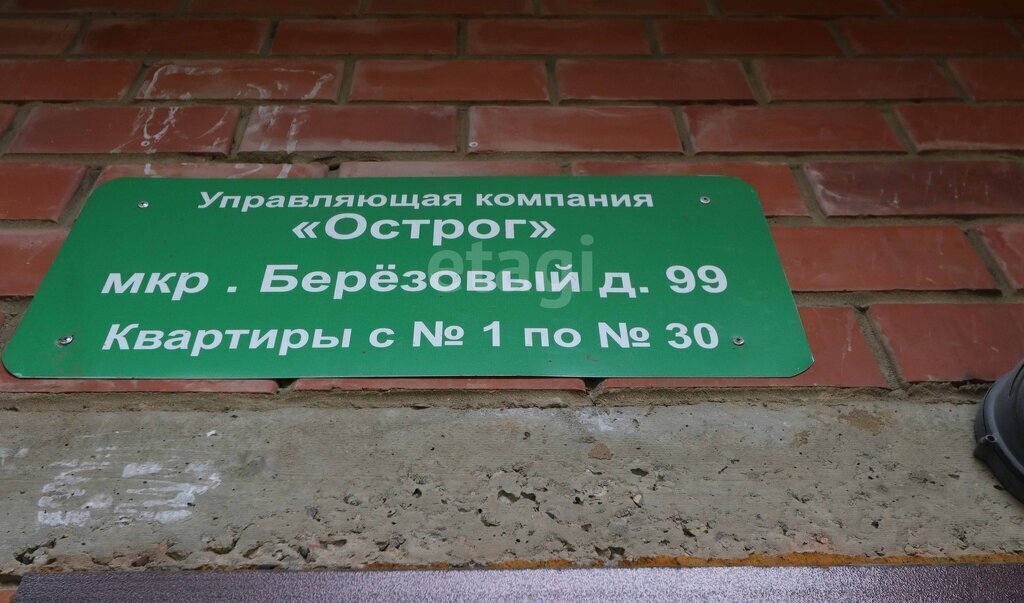 Управляющая компания
«Острог»
мкр . Берёзовый д. 99
etagi
Квартиры с № 1 по № 30